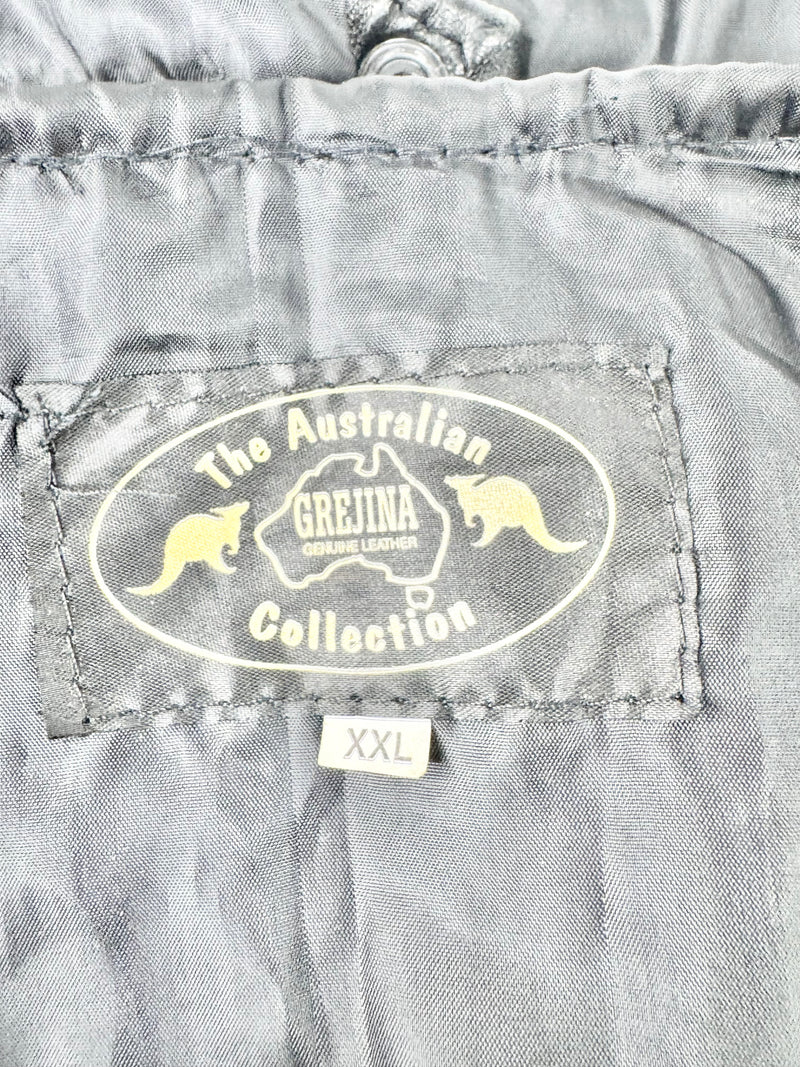 The Australian
GREJINA
GENUINE LEATHER
Collection
XXL